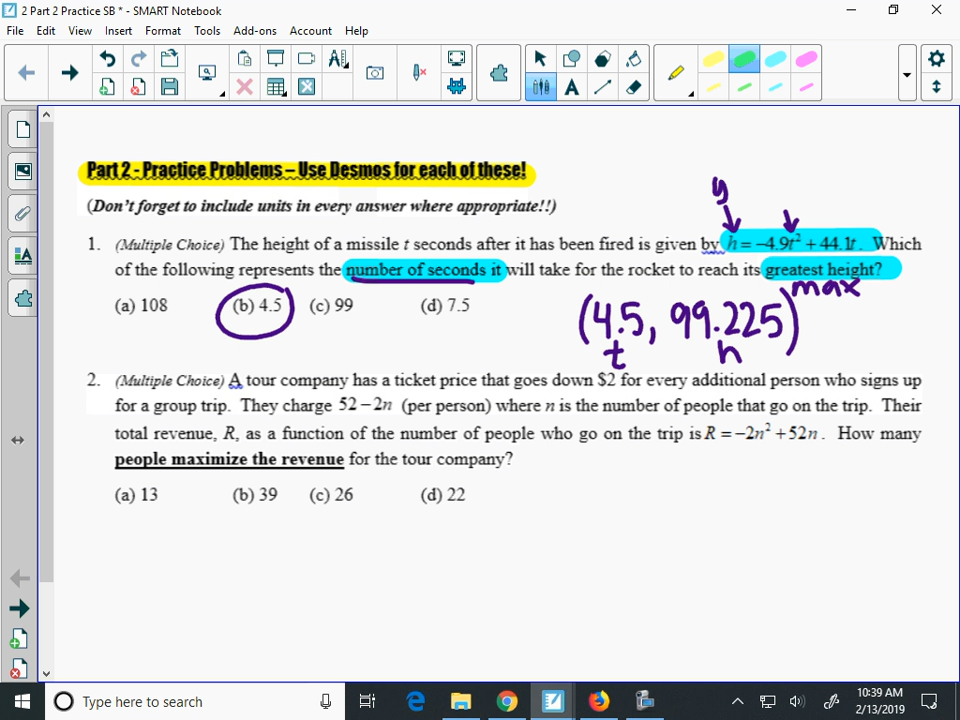 2 Part 2 Practice SB * - SMART Notebook
File Edit View Insert Format Tools Add-ons Account Help
Part 2 - Practice Problems – Use Desmos for each of these!
(Don't forget to include units in every answer where appropriate!!)
y
1. (Multiple Choice) The height of a missile t seconds after it has been fired is given by h = −4.9t² + 44.1t. Which
of the following represents the number of seconds it will take for the rocket to reach its greatest height?
max
(a) 108 (b) 4.5 (c) 99 (d) 7.5
(4.5, 99.225)
t h
2. (Multiple Choice) A tour company has a ticket price that goes down $2 for every additional person who signs up
for a group trip. They charge 52 − 2n (per person) where n is the number of people that go on the trip. Their
total revenue, R, as a function of the number of people who go on the trip is R = −2n² + 52n. How many
people maximize the revenue for the tour company?
(a) 13 (b) 39 (c) 26 (d) 22
Type here to search
10:39 AM
2/13/2019